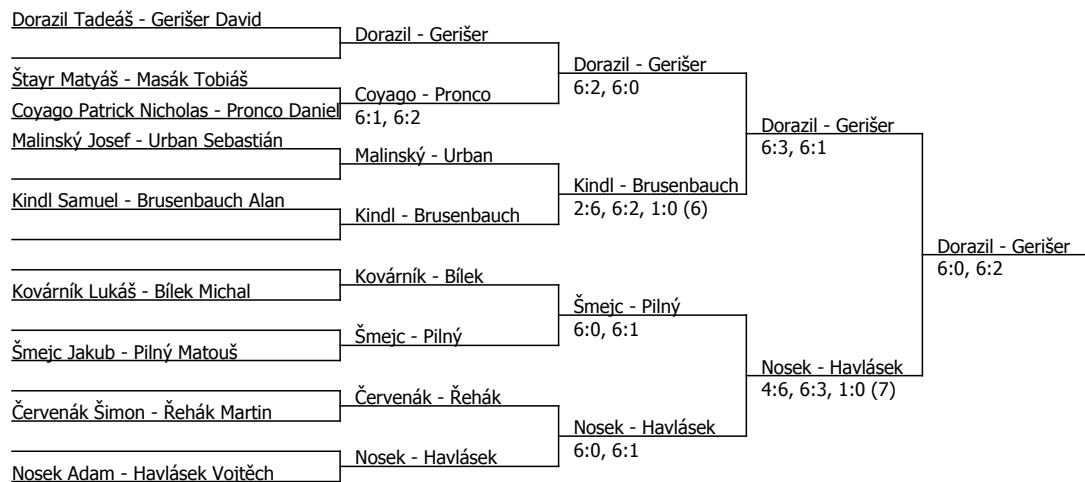 Dorazil Tadeáš - Gerišer David
Štayr Matyáš - Masák Tobiáš
Coyago Patrick Nicholas - Pronco Daniel
Malinský Josef - Urban Sebastián
Kindl Samuel - Brusenbauch Alan
Kovárník Lukáš - Bílek Michal
Šmejc Jakub - Pilný Matouš
Červenák Šimon - Řehák Martin
Nosek Adam - Havlásek Vojtěch
Dorazil - Gerišer
Coyago - Pronco
6:1, 6:2
Malinský - Urban
Kindl - Brusenbauch
Kovárník - Bílek
Šmejc - Pilný
Červenák - Řehák
Nosek - Havlásek
Dorazil - Gerišer
6:2, 6:0
Kindl - Brusenbauch
2:6, 6:2, 1:0 (6)
Šmejc - Pilný
6:0, 6:1
Nosek - Havlásek
6:0, 6:1
Dorazil - Gerišer
6:3, 6:1
Nosek - Havlásek
4:6, 6:3, 1:0 (7)
Dorazil - Gerišer
6:0, 6:2